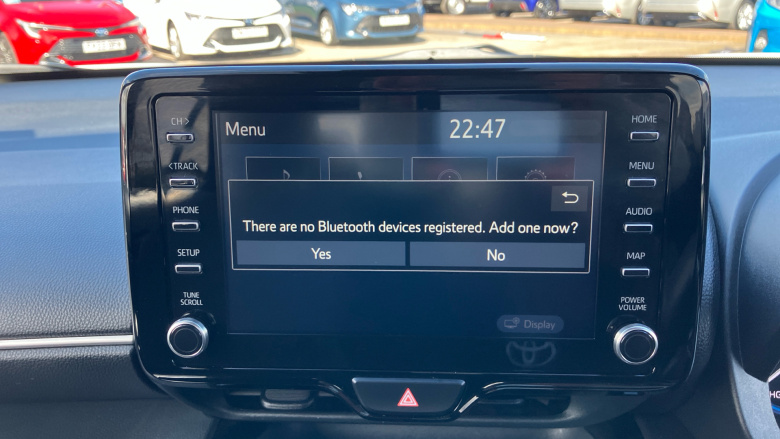 CH >
< TRACK
PHONE
SETUP
TUNE
SCROLL
Menu
22:47
There are no Bluetooth devices registered. Add one now?
Yes
No
Display
HOME
MENU
AUDIO
MAP
POWER
VOLUME